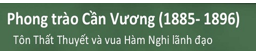 Phong trào Cần Vương (1885- 1896)
Tôn Thất Thuyết và vua Hàm Nghi lãnh đạo